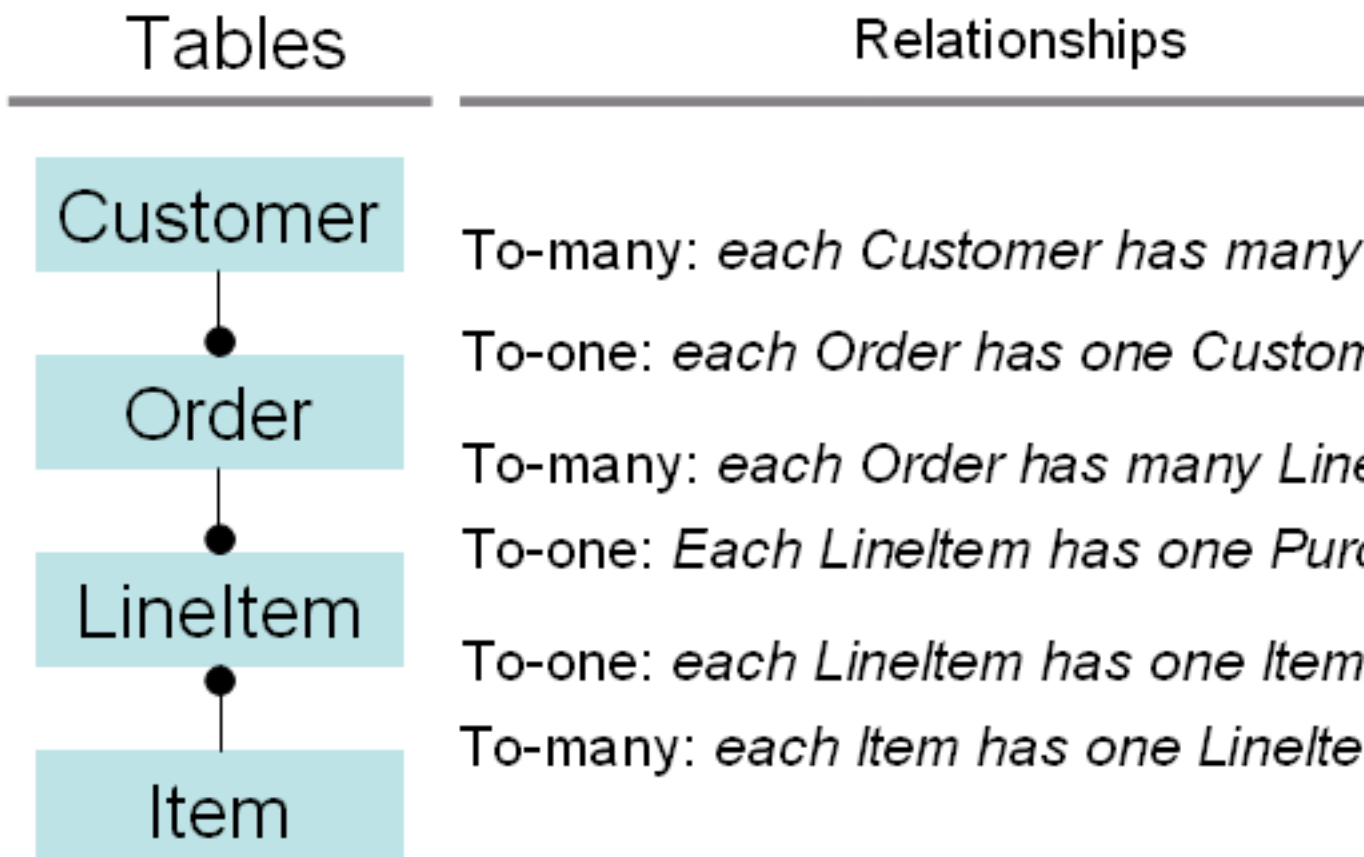 Tables
Relationships
Customer
To-many: each Customer has many
To-one: each Order has one Custom
Order
To-many: each Order has many Line
To-one: Each LineItem has one Purc
LineItem
To-one: each LineItem has one Item
To-many: each Item has one LineIte
Item